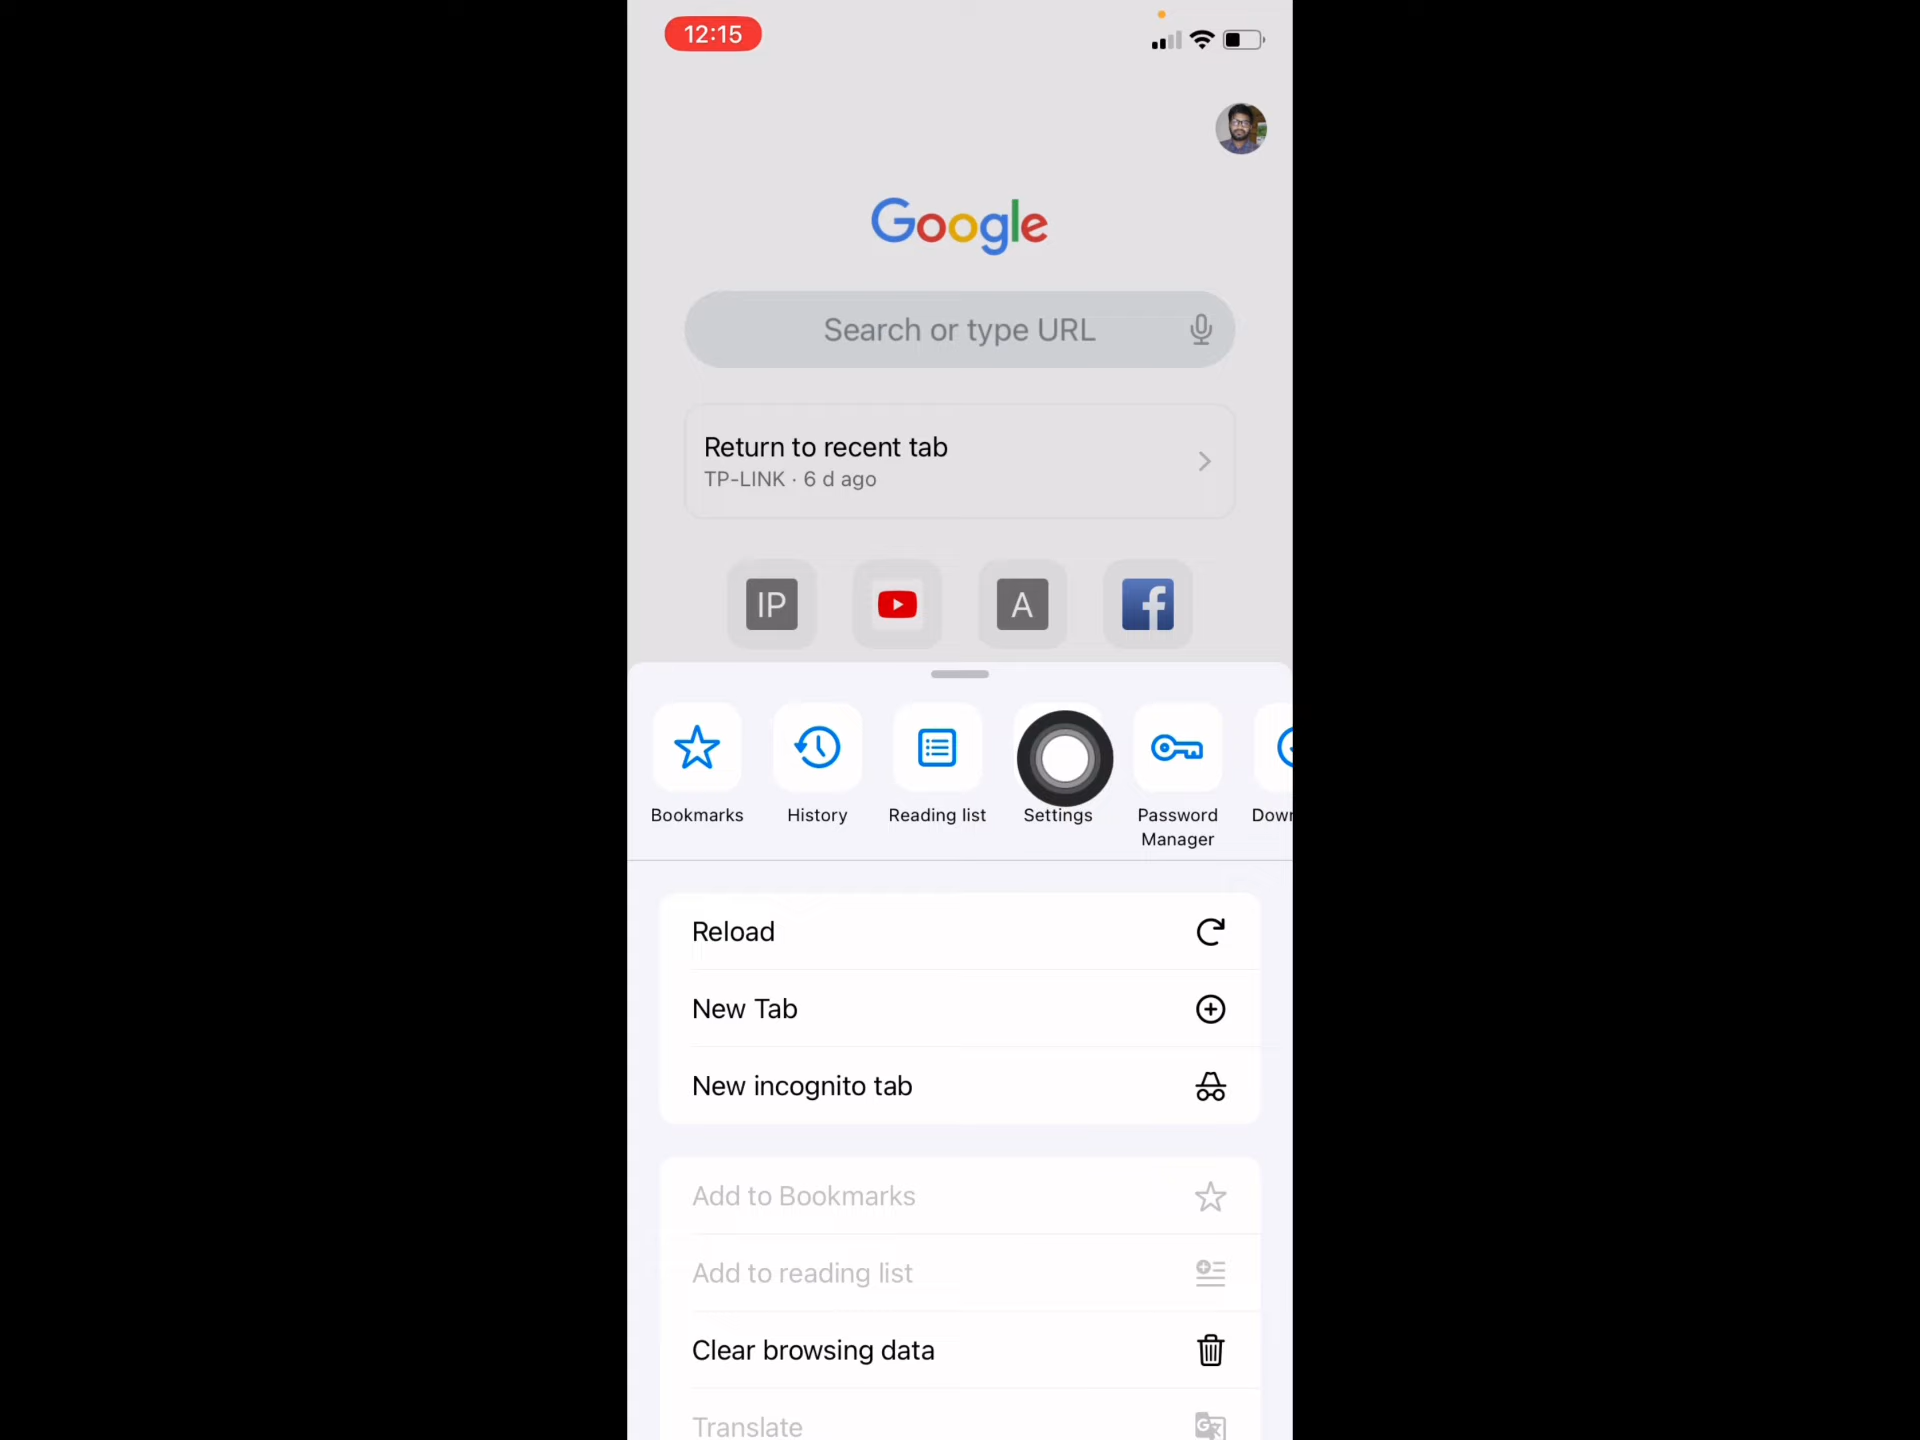 12:15
Google
Search or type URL
Return to recent tab
TP-LINK · 6 d ago
IP
A
f
Bookmarks
History
Reading list
Settings
Password
Manager
Down
Reload
New Tab
New incognito tab
Add to Bookmarks
Add to reading list
Clear browsing data
Translate